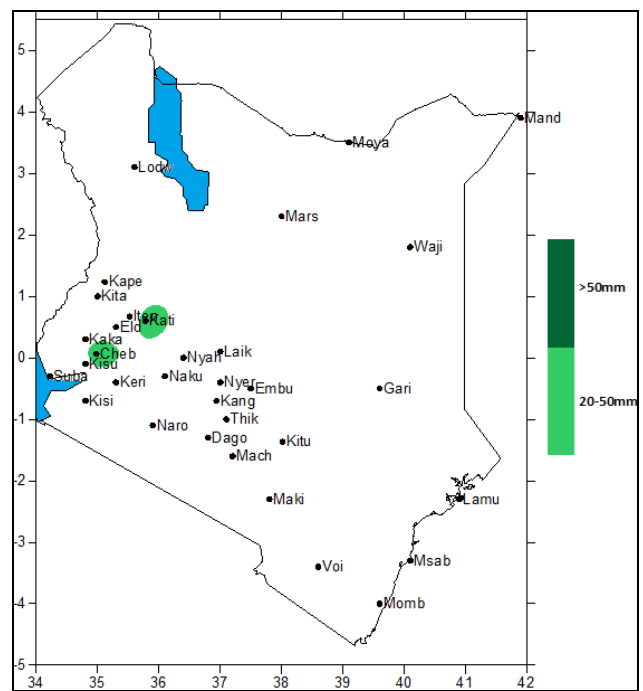 5
4
Mand
Moya
3
Lodw
Mars
2
Waji
>50mm
Kape
1
Kita
Iten
Kati
Eld
Kaka
Laik
0
Cheb
Nyah
Kisu
Suba
Keri
Naku
Nyer
Embu
Gari
20-50mm
Kisi
Kang
-1
Thik
Naro
Dago
Kitu
Mach
-2
Maki
Lamu
-3
Voi
Msab
-4
Momb
-5
34 35 36 37 38 39 40 41 42